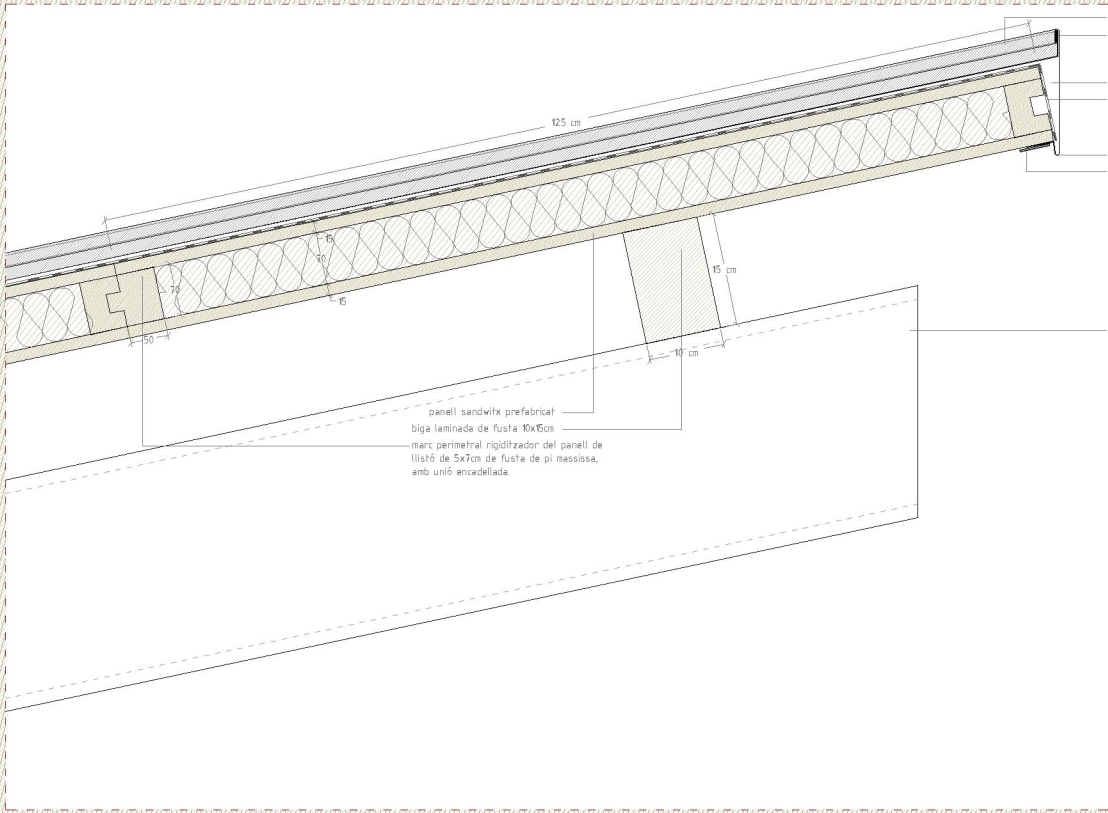 125 cm
15
70
15
70
50
15 cm
10 cm
panell sandwitx prefabricat
biga laminada de fusta 10x15cm
marc perimetral rigiditzador del panell de
llistó de 5x7cm de fusta de pi massissa,
amb unió encadellada.